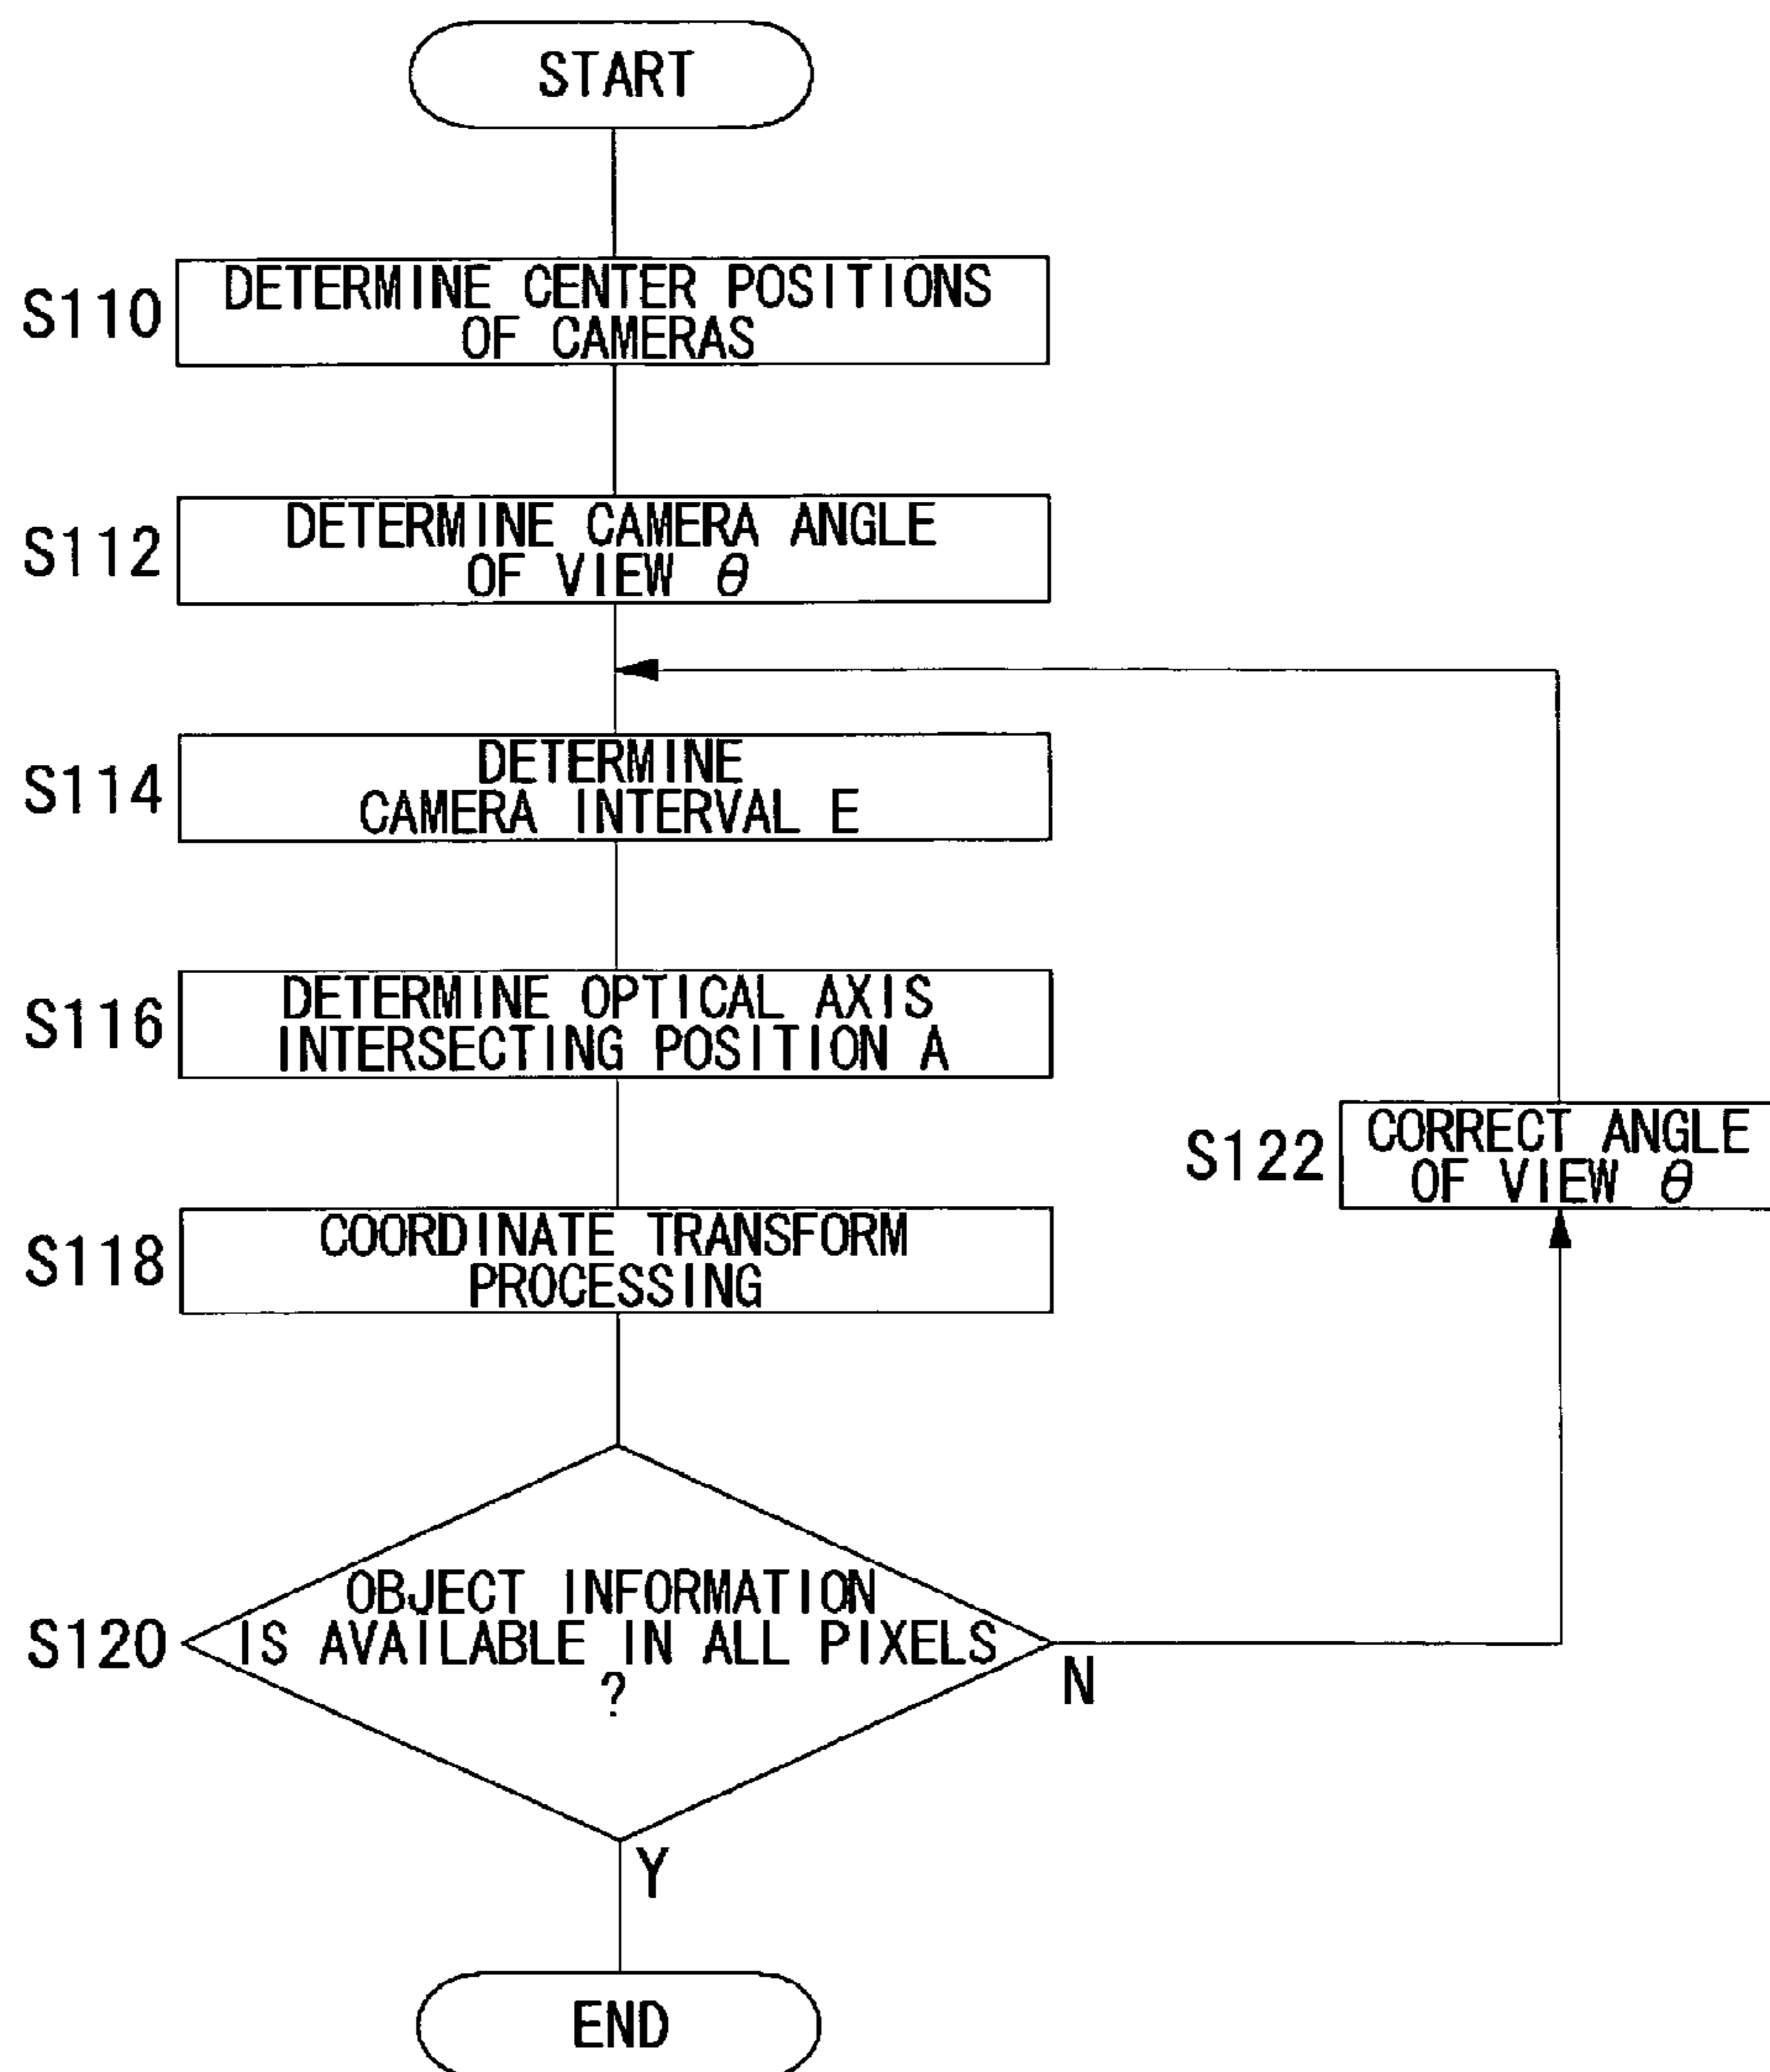 START
S110
DETERMINE CENTER POSITIONS
OF CAMERAS
S112
DETERMINE CAMERA ANGLE
OF VIEW θ
S114
DETERMINE
CAMERA INTERVAL E
S116
DETERMINE OPTICAL AXIS
INTERSECTING POSITION A
S122
CORRECT ANGLE
OF VIEW θ
S118
COORDINATE TRANSFORM
PROCESSING
S120
OBJECT INFORMATION
IS AVAILABLE IN ALL PIXELS
?
N
Y
END